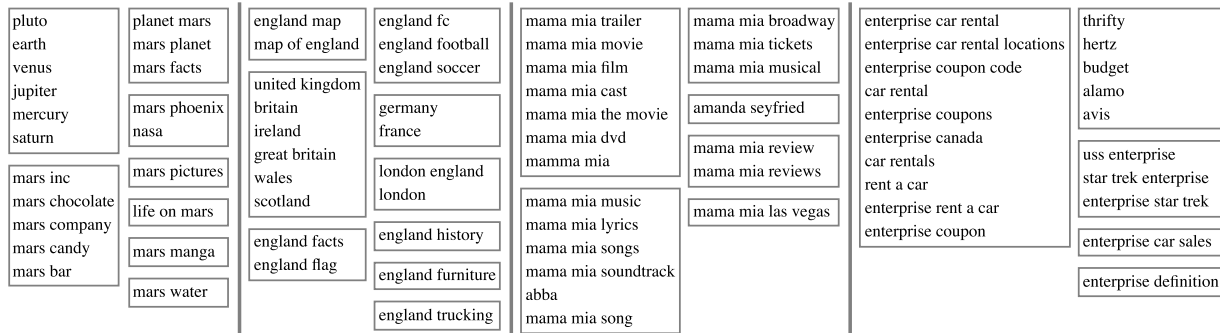 pluto
earth
venus
jupiter
mercury
saturn
mars inc
mars chocolate
mars company
mars candy
mars bar
planet mars
mars planet
mars facts
mars phoenix
nasa
mars pictures
life on mars
mars manga
mars water
england map
map of england
united kingdom
britain
ireland
great britain
wales
scotland
england facts
england flag
england fc
england football
england soccer
germany
france
london england
london
england history
england furniture
england trucking
mama mia trailer
mama mia movie
mama mia film
mama mia cast
mama mia the movie
mama mia dvd
mamma mia
mama mia music
mama mia lyrics
mama mia songs
mama mia soundtrack
abba
mama mia song
mama mia broadway
mama mia tickets
mama mia musical
amanda seyfried
mama mia review
mama mia reviews
mama mia las vegas
enterprise car rental
enterprise car rental locations
enterprise coupon code
car rental
enterprise coupons
enterprise canada
car rentals
rent a car
enterprise rent a car
enterprise coupon
thrifty
hertz
budget
alamo
avis
uss enterprise
star trek enterprise
enterprise star trek
enterprise car sales
enterprise definition